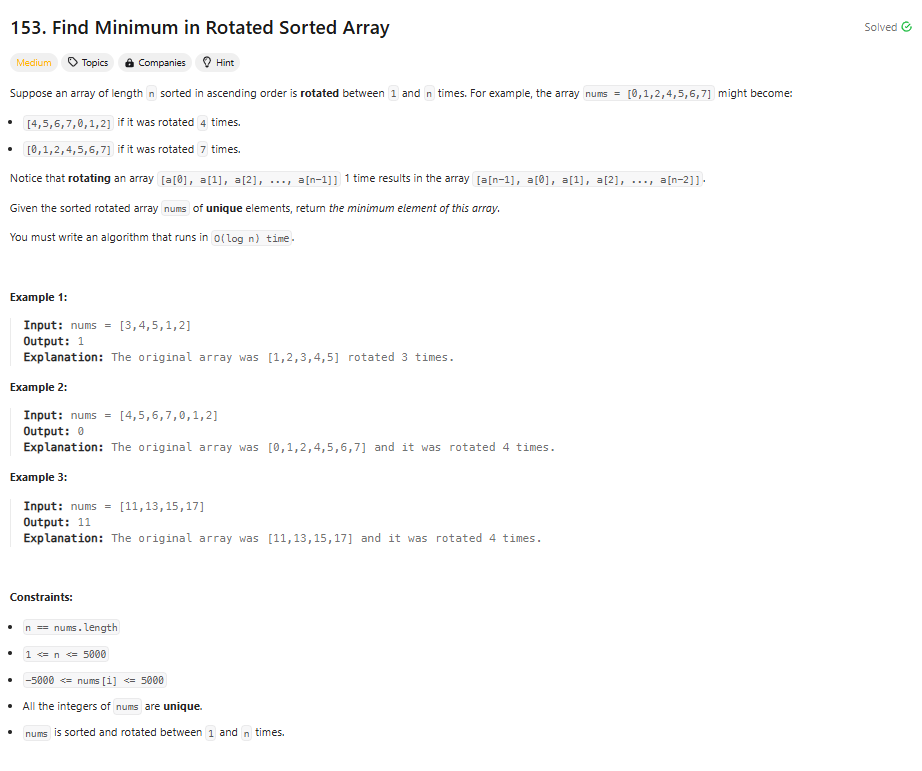 153. Find Minimum in Rotated Sorted Array
Solved
Medium Topics Companies Hint
Suppose an array of length n sorted in ascending order is rotated between 1 and n times. For example, the array nums = [0,1,2,4,5,6,7] might become:
• [4,5,6,7,0,1,2] if it was rotated 4 times.
• [0,1,2,4,5,6,7] if it was rotated 7 times.
Notice that rotating an array [a[0], a[1], a[2], ..., a[n-1]] 1 time results in the array [a[n-1], a[0], a[1], a[2], ..., a[n-2]].
Given the sorted rotated array nums of unique elements, return the minimum element of this array.
You must write an algorithm that runs in O(log n) time.
Example 1:
Input: nums = [3,4,5,1,2]
Output: 1
Explanation: The original array was [1,2,3,4,5] rotated 3 times.
Example 2:
Input: nums = [4,5,6,7,0,1,2]
Output: 0
Explanation: The original array was [0,1,2,4,5,6,7] and it was rotated 4 times.
Example 3:
Input: nums = [11,13,15,17]
Output: 11
Explanation: The original array was [11,13,15,17] and it was rotated 4 times.
Constraints:
• n == nums.length
• 1 <= n <= 5000
• -5000 <= nums[i] <= 5000
• All the integers of nums are unique.
• nums is sorted and rotated between 1 and n times.